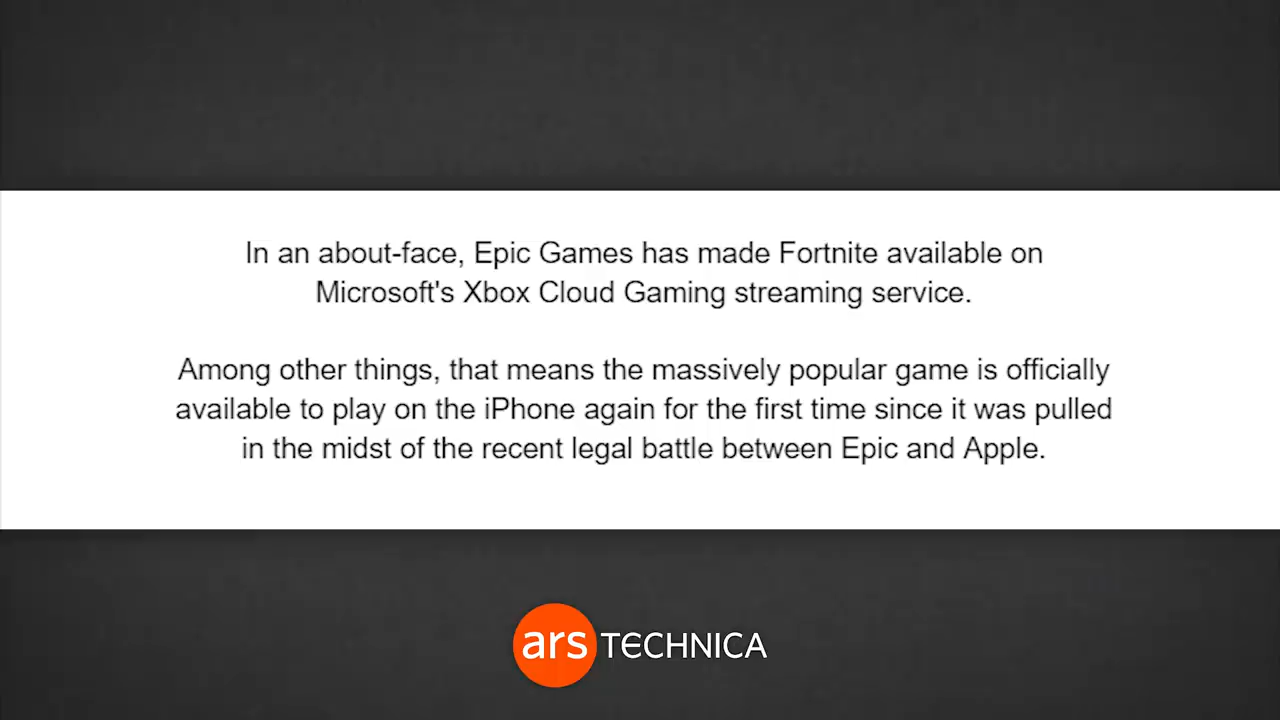 In an about-face, Epic Games has made Fortnite available on
Microsoft's Xbox Cloud Gaming streaming service.
Among other things, that means the massively popular game is officially
available to play on the iPhone again for the first time since it was pulled
in the midst of the recent legal battle between Epic and Apple.
ars TECHNICA